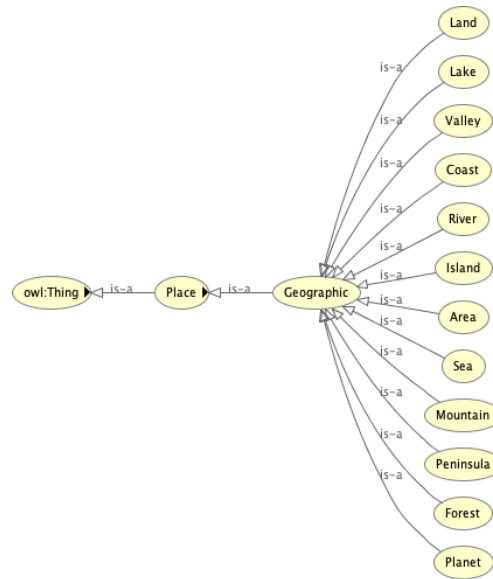 Land
is-a
Lake
is-a
Valley
is-a
Coast
is-a
River
is-a
Island
is-a
owl:Thing is-a Place is-a Geographic
is-a
Area
is-a
Sea
is-a
Mountain
is-a
Peninsula
is-a
Forest
is-a
Planet